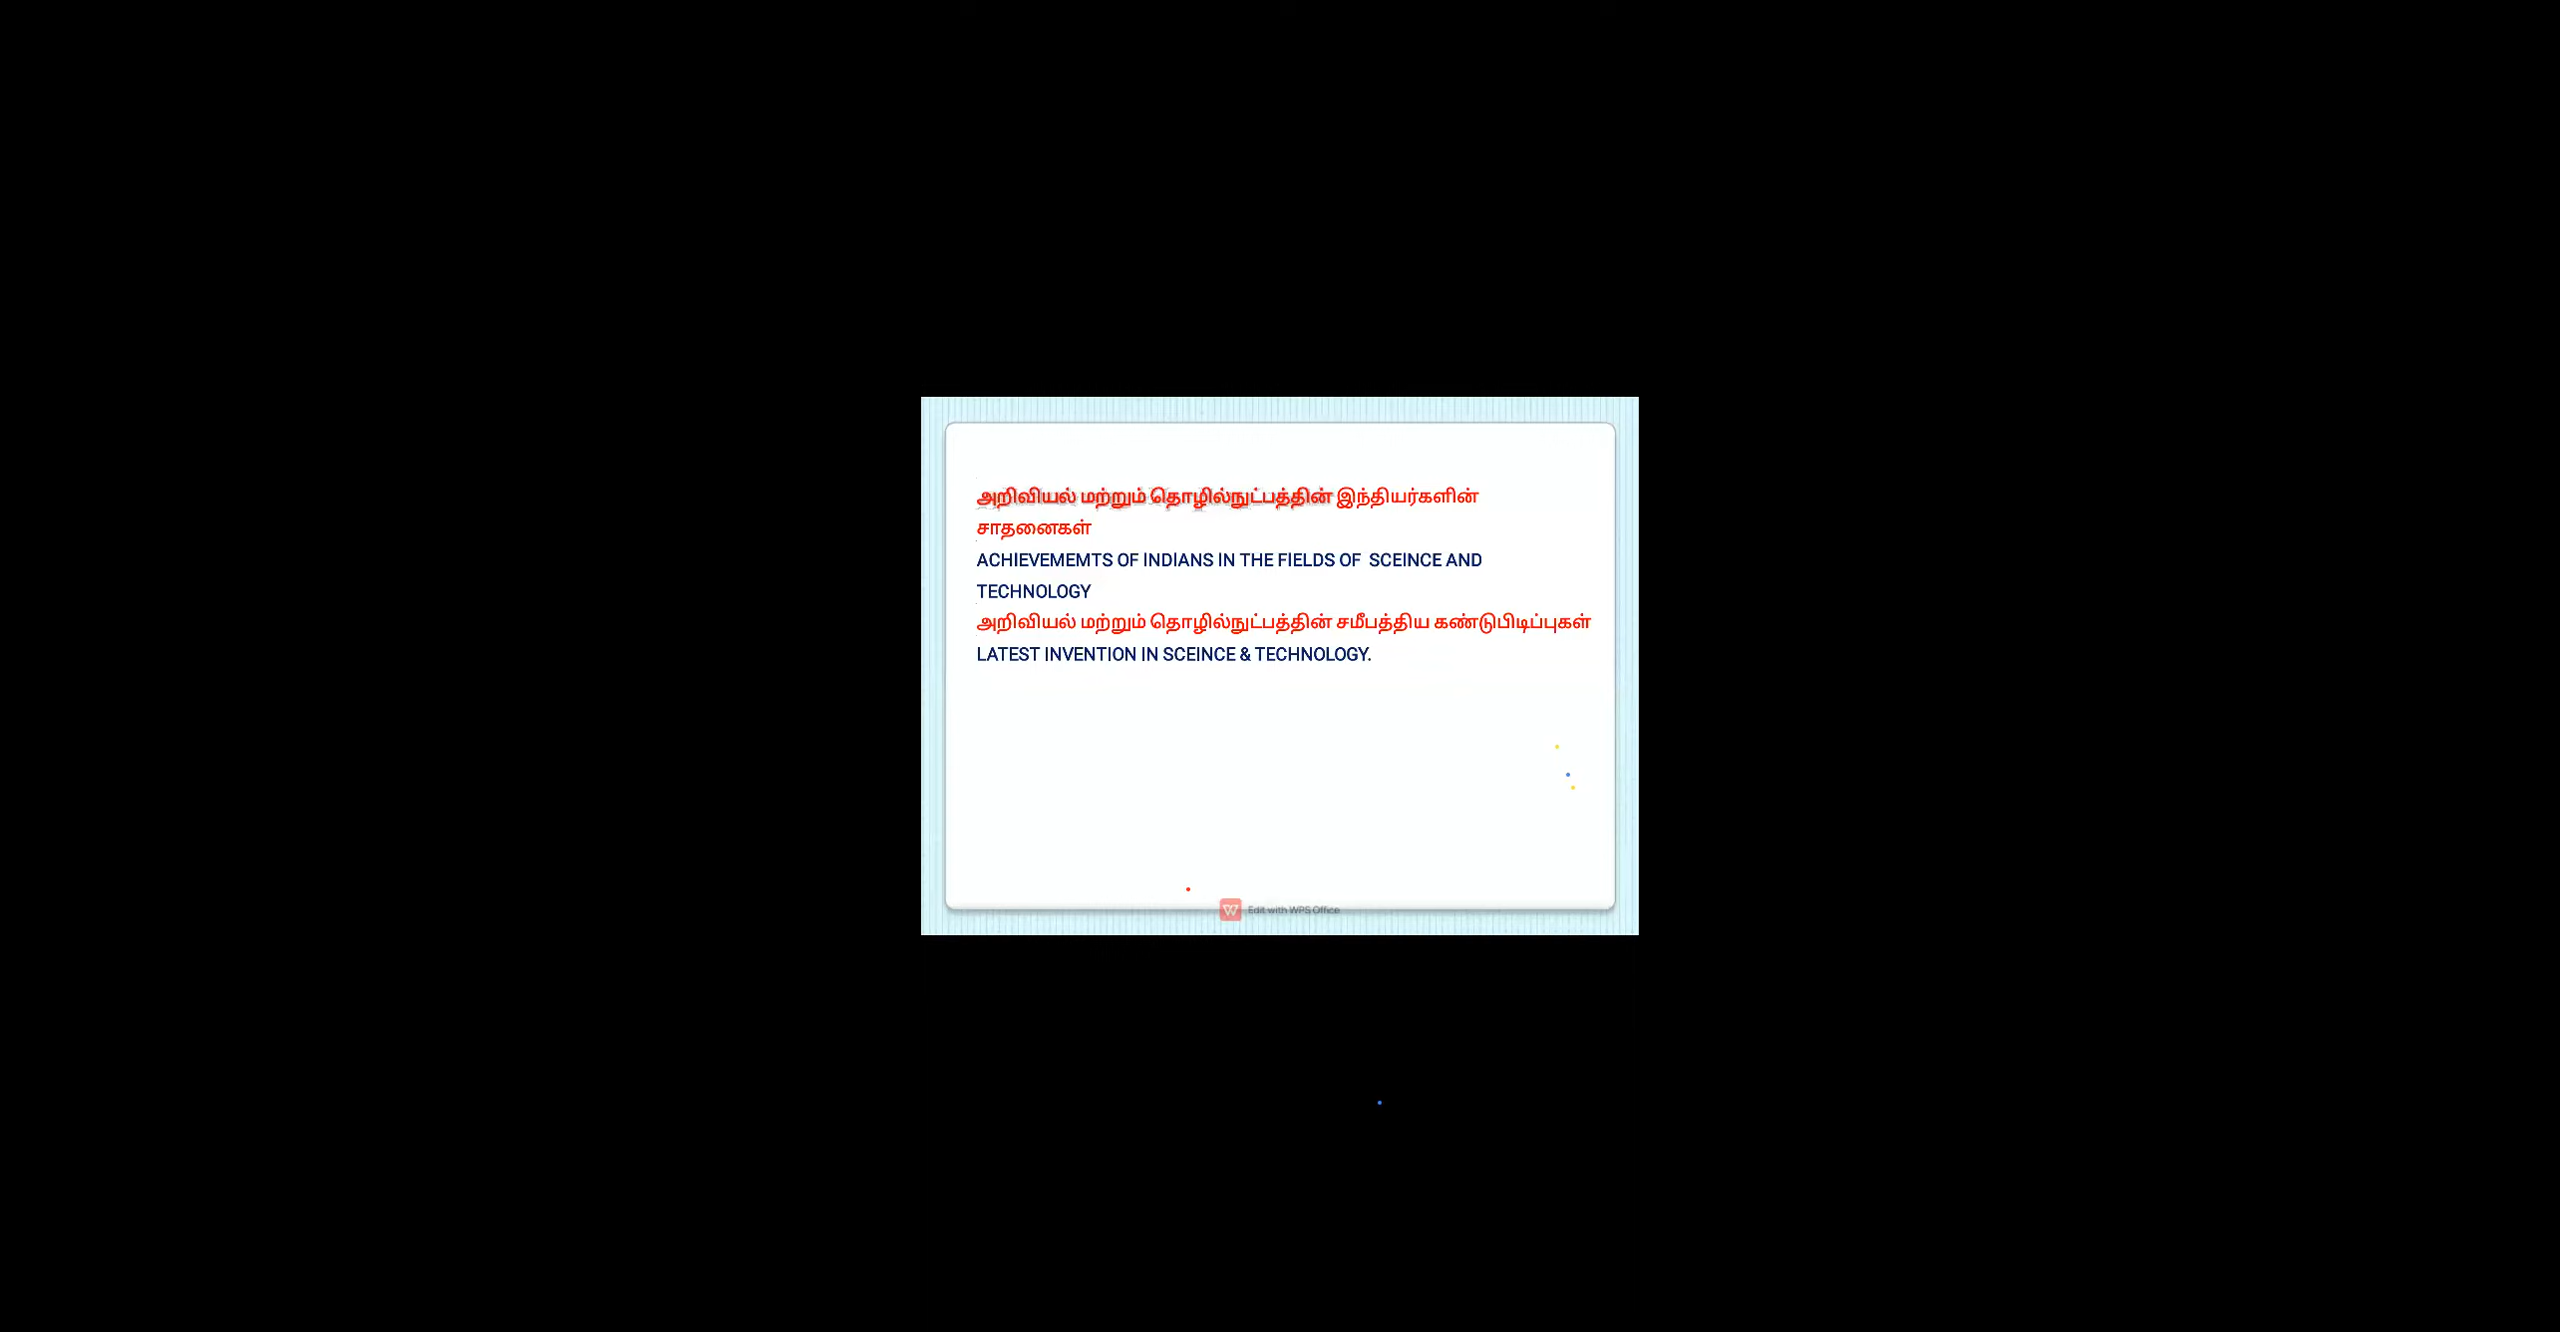 அறிவியல் மற்றும் தொழில்நுட்பத்தின் இந்தியர்களின்
சாதனைகள்
ACHIEVEMEMTS OF INDIANS IN THE FIELDS OF  SCEINCE AND
TECHNOLOGY
அறிவியல் மற்றும் தொழில்நுட்பத்தின் சமீபத்திய கண்டுபிடிப்புகள்
LATEST INVENTION IN SCEINCE & TECHNOLOGY.
W Edit with WPS Office